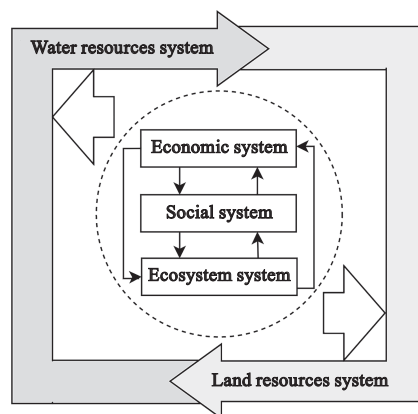 Water resources system
Economic system
Social system
Ecosystem system
Land resources system